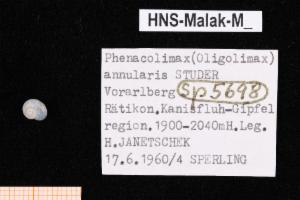 HNS-Malak-M_
Phenacolimax(Oligolimax)
annularis STUDER
Vorarlberg Sp5698
Rätikon.Kanisfluh-Gipfel
region.1900-2040mH.Leg.
H.JANETSCHEK
17.6.1960/4 SPERLING